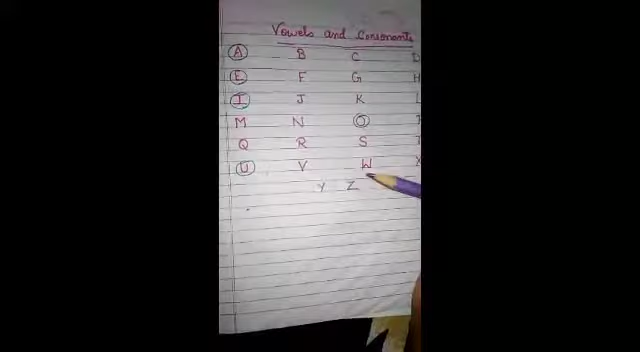 Vowels and Consonants
A B C D
E F G H
I J K L
M N O P
Q R S T
U V W X
Y Z